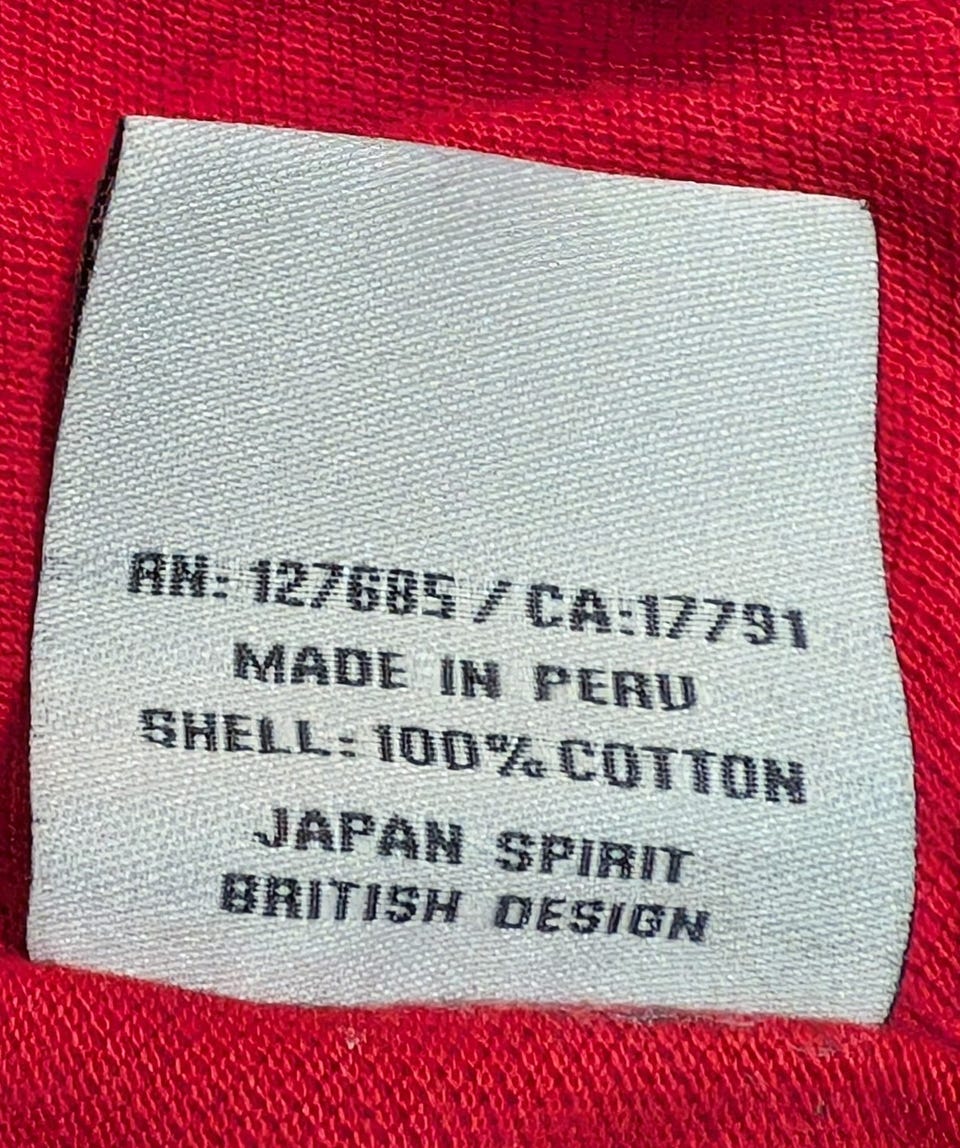 RN: 127685 / CA:17791
MADE IN PERU
SHELL: 100% COTTON
JAPAN SPIRIT
BRITISH DESIGN